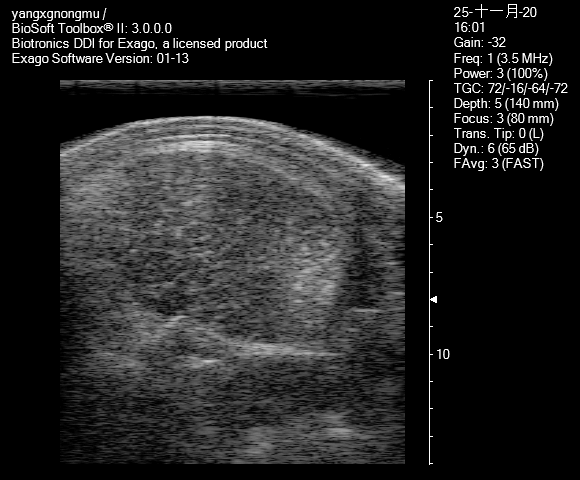 yangxgnongmu /
BioSoft Toolbox® II: 3.0.0.0
Biotronics DDI for Exago, a licensed product
Exago Software Version: 01-13
25-十一月-20
16:01
Gain: -32
Freq: 1 (3.5 MHz)
Power: 3 (100%)
TGC: 72/-16/-64/-72
Depth: 5 (140 mm)
Focus: 3 (80 mm)
Trans. Tip: 0 (L)
Dyn.: 6 (65 dB)
FAvg: 3 (FAST)
5
10